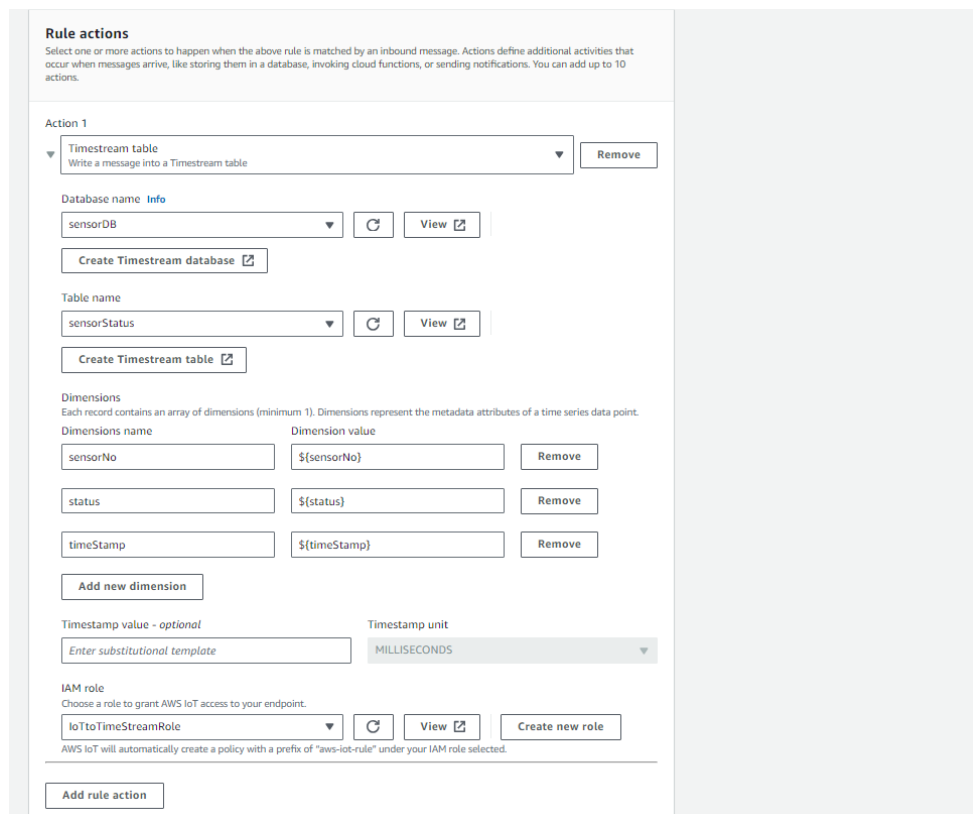 Rule actions
Select one or more actions to happen when the above rule is matched by an inbound message. Actions define additional activities that
occur when messages arrive, like storing them in a database, invoking cloud functions, or sending notifications. You can add up to 10
actions.
Action 1
Timestream table
Write a message into a Timestream table
Remove
Database name Info
sensorDB
View
Create Timestream database
Table name
sensorStatus
View
Create Timestream table
Dimensions
Each record contains an array of dimensions (minimum 1). Dimensions represent the metadata attributes of a time series data point.
Dimensions name Dimension value
sensorNo ${sensorNo} Remove
status ${status} Remove
timeStamp ${timeStamp} Remove
Add new dimension
Timestamp value - optional Timestamp unit
Enter substitutional template MILLISECONDS
IAM role
Choose a role to grant AWS IoT access to your endpoint.
IoTtoTimeStreamRole View Create new role
AWS IoT will automatically create a policy with a prefix of "aws-iot-rule" under your IAM role selected.
Add rule action